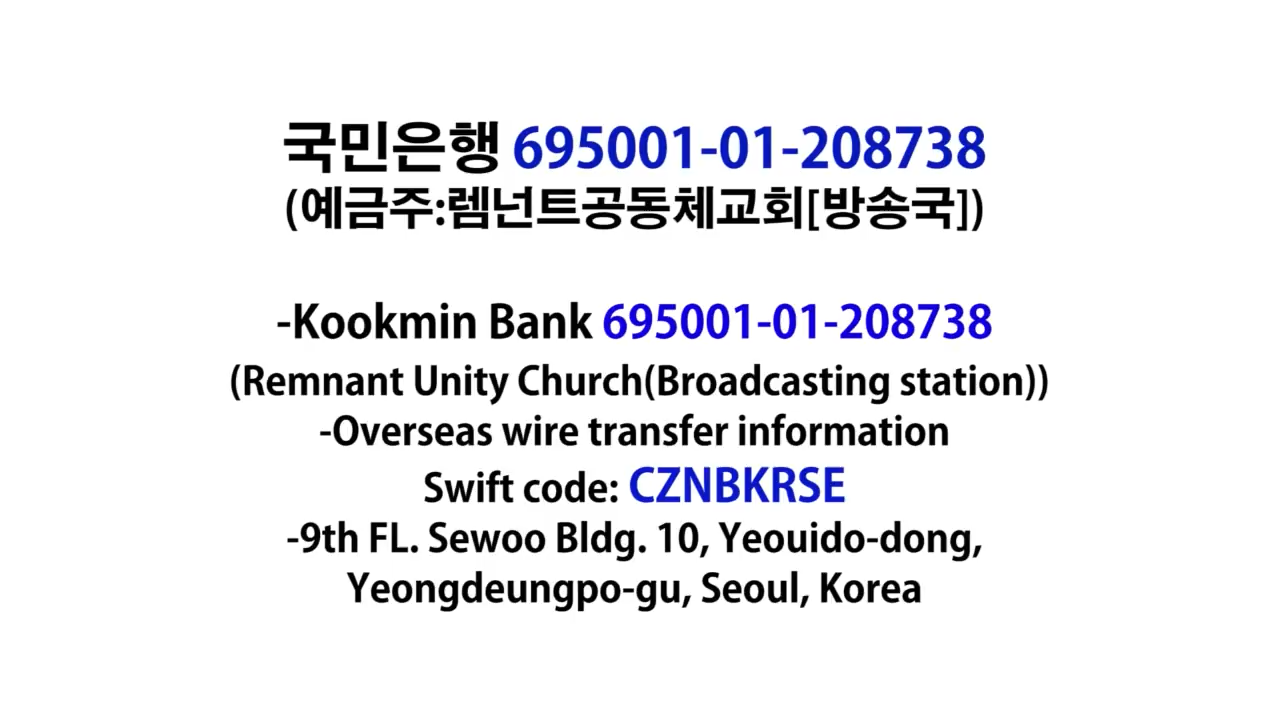 국민은행 695001-01-208738
(예금주:렘넌트공동체교회[방송국])
-Kookmin Bank 695001-01-208738
(Remnant Unity Church(Broadcasting station))
-Overseas wire transfer information
Swift code: CZNBKRSE
-9th FL. Sewoo Bldg. 10, Yeouido-dong,
Yeongdeungpo-gu, Seoul, Korea